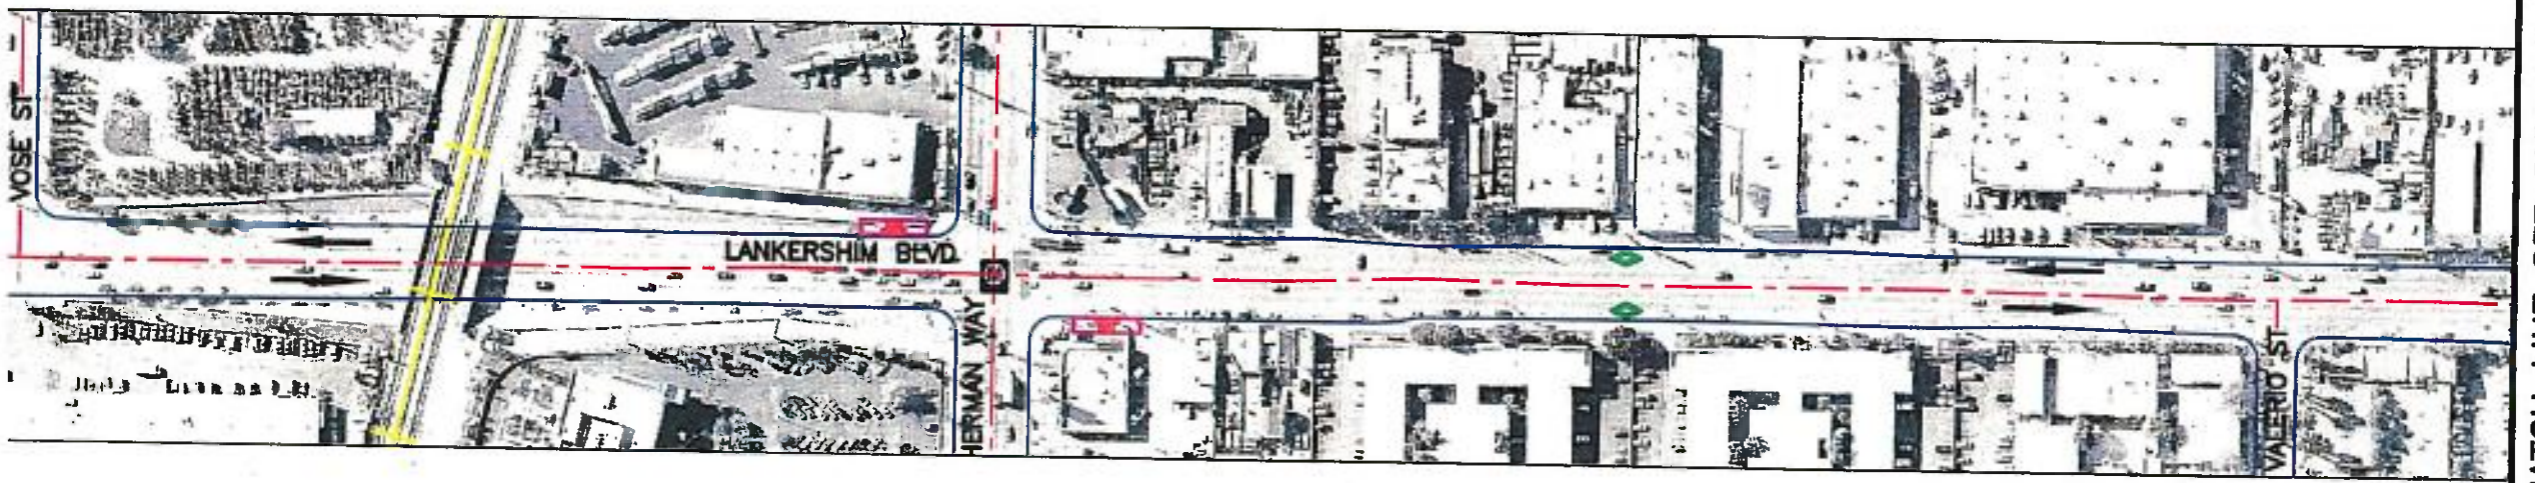 VOSE ST
LANKERSHIM BLVD.
HERMAN WAY
VALERIO ST